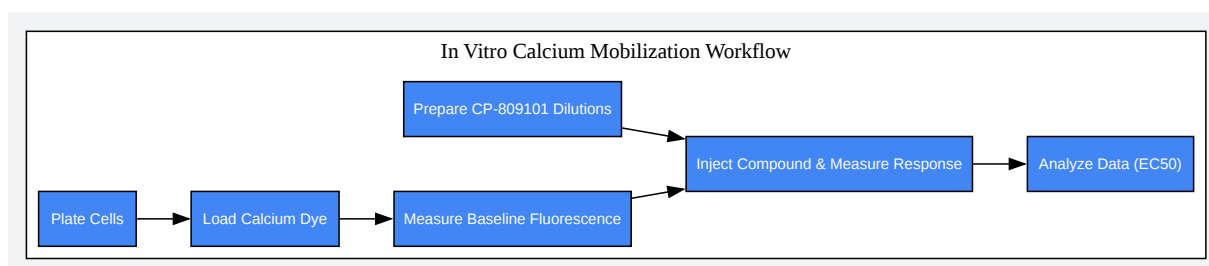 In Vitro Calcium Mobilization Workflow
Prepare CP-809101 Dilutions
Inject Compound & Measure Response
Analyze Data (EC50)
Plate Cells
Load Calcium Dye
Measure Baseline Fluorescence